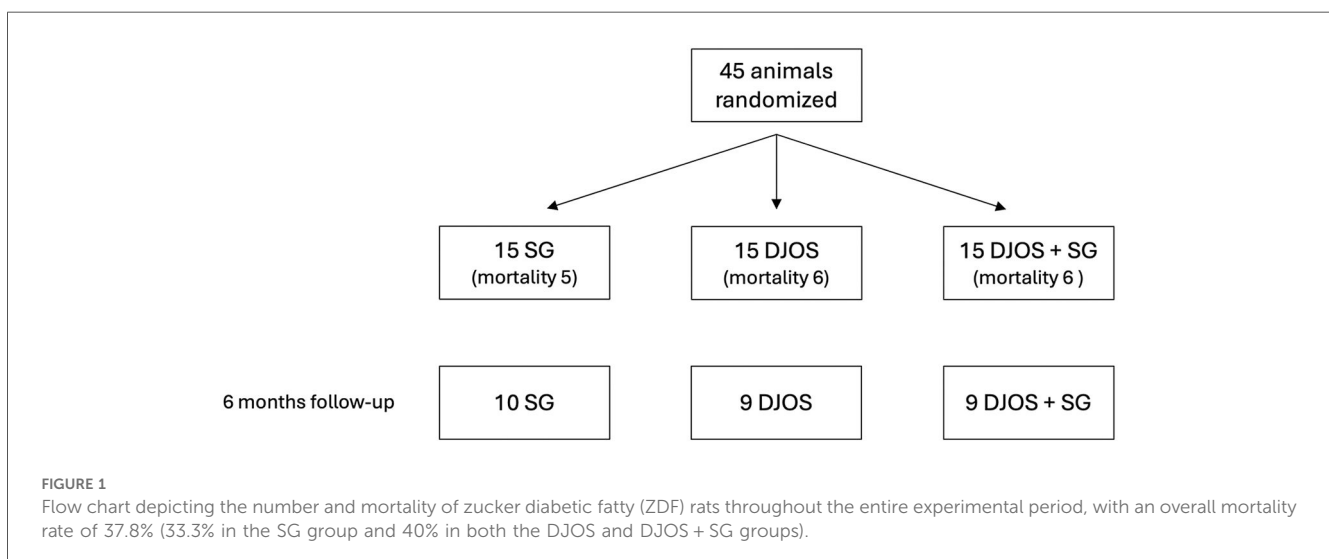 45 animals
randomized
15 SG
(mortality 5)
15 DJOS
(mortality 6)
15 DJOS + SG
(mortality 6 )
6 months follow-up
10 SG
9 DJOS
9 DJOS + SG
FIGURE 1
Flow chart depicting the number and mortality of zucker diabetic fatty (ZDF) rats throughout the entire experimental period, with an overall mortality
rate of 37.8% (33.3% in the SG group and 40% in both the DJOS and DJOS + SG groups).